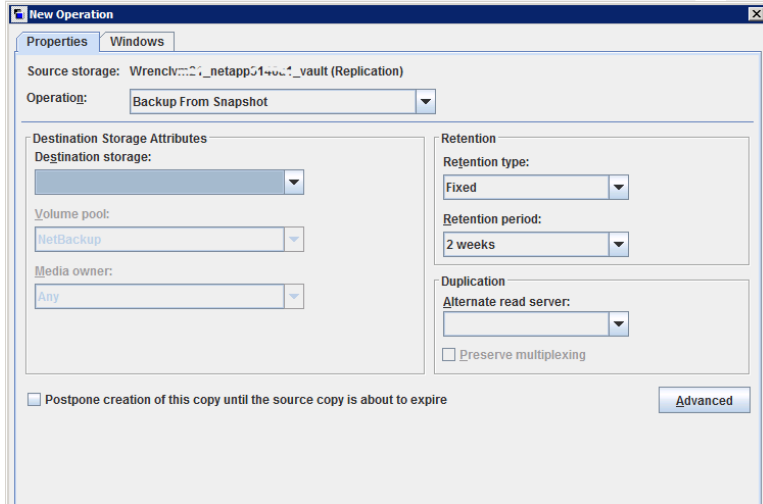 New Operation
Properties Windows
Source storage: (Replication)
Operation: Backup From Snapshot
Destination Storage Attributes
Destination storage:
Volume pool:
NetBackup
Media owner:
Any
Retention
Retention type:
Fixed
Retention period:
2 weeks
Duplication
Alternate read server:
Preserve multiplexing
Postpone creation of this copy until the source copy is about to expire
Advanced